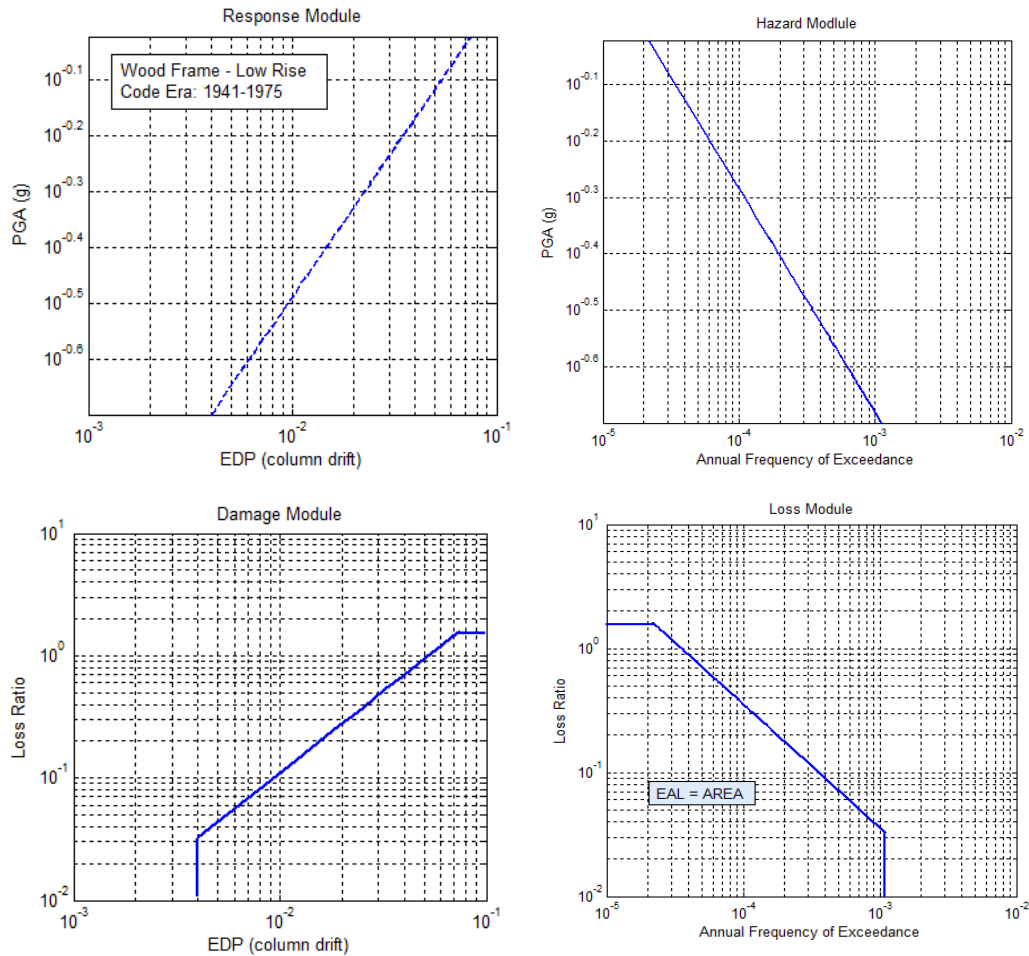 Response Module
Wood Frame - Low Rise
Code Era: 1941-1975
PGA (g)
10^-0.1
10^-0.2
10^-0.3
10^-0.4
10^-0.5
10^-0.6
10^-3
10^-2
10^-1
EDP (column drift)
Hazard Modlule
PGA (g)
10^-0.1
10^-0.2
10^-0.3
10^-0.4
10^-0.5
10^-0.6
10^-5
10^-4
10^-3
10^-2
Annual Frequency of Exceedance
Damage Module
Loss Ratio
10^1
10^0
10^-1
10^-2
10^-3
10^-2
10^-1
EDP (column drift)
Loss Module
Loss Ratio
10^1
10^0
10^-1
10^-2
EAL = AREA
10^-5
10^-4
10^-3
10^-2
Annual Frequency of Exceedance